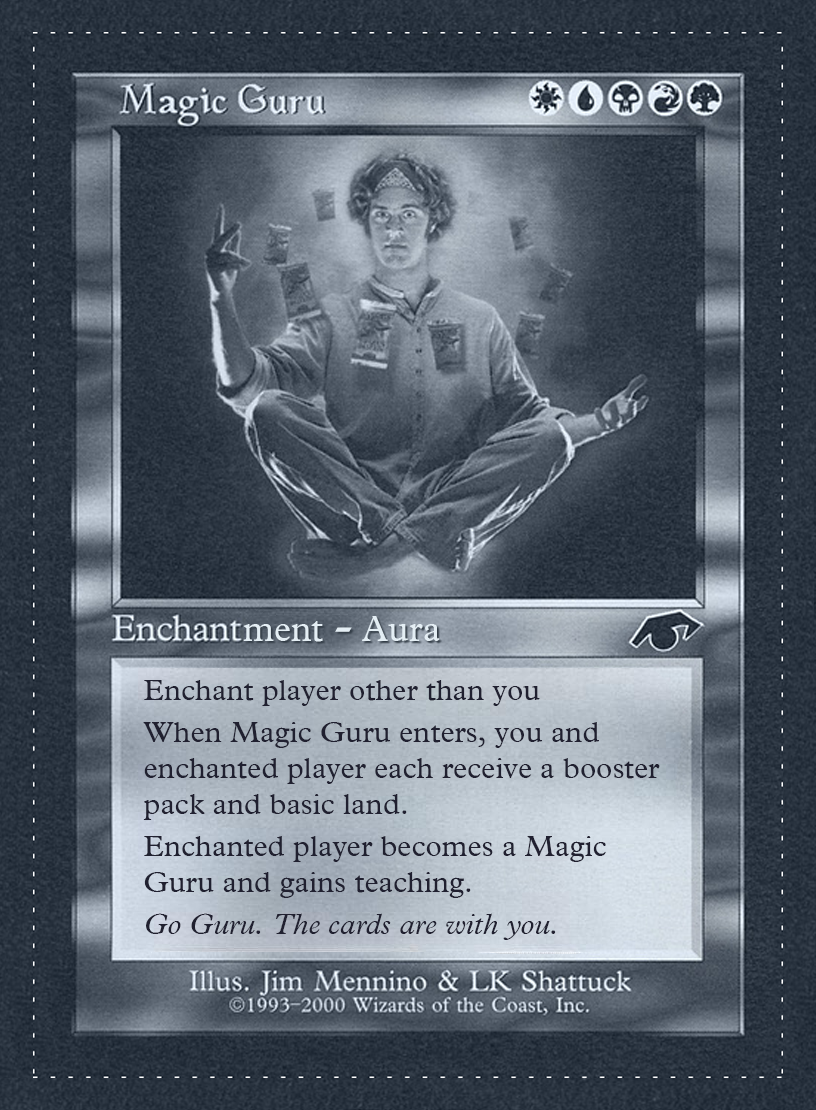 Magic Guru
Enchantment – Aura
Enchant player other than you
When Magic Guru enters, you and
enchanted player each receive a booster
pack and basic land.
Enchanted player becomes a Magic
Guru and gains teaching.
Go Guru. The cards are with you.
Illus. Jim Mennino & LK Shattuck
©1993–2000 Wizards of the Coast, Inc.